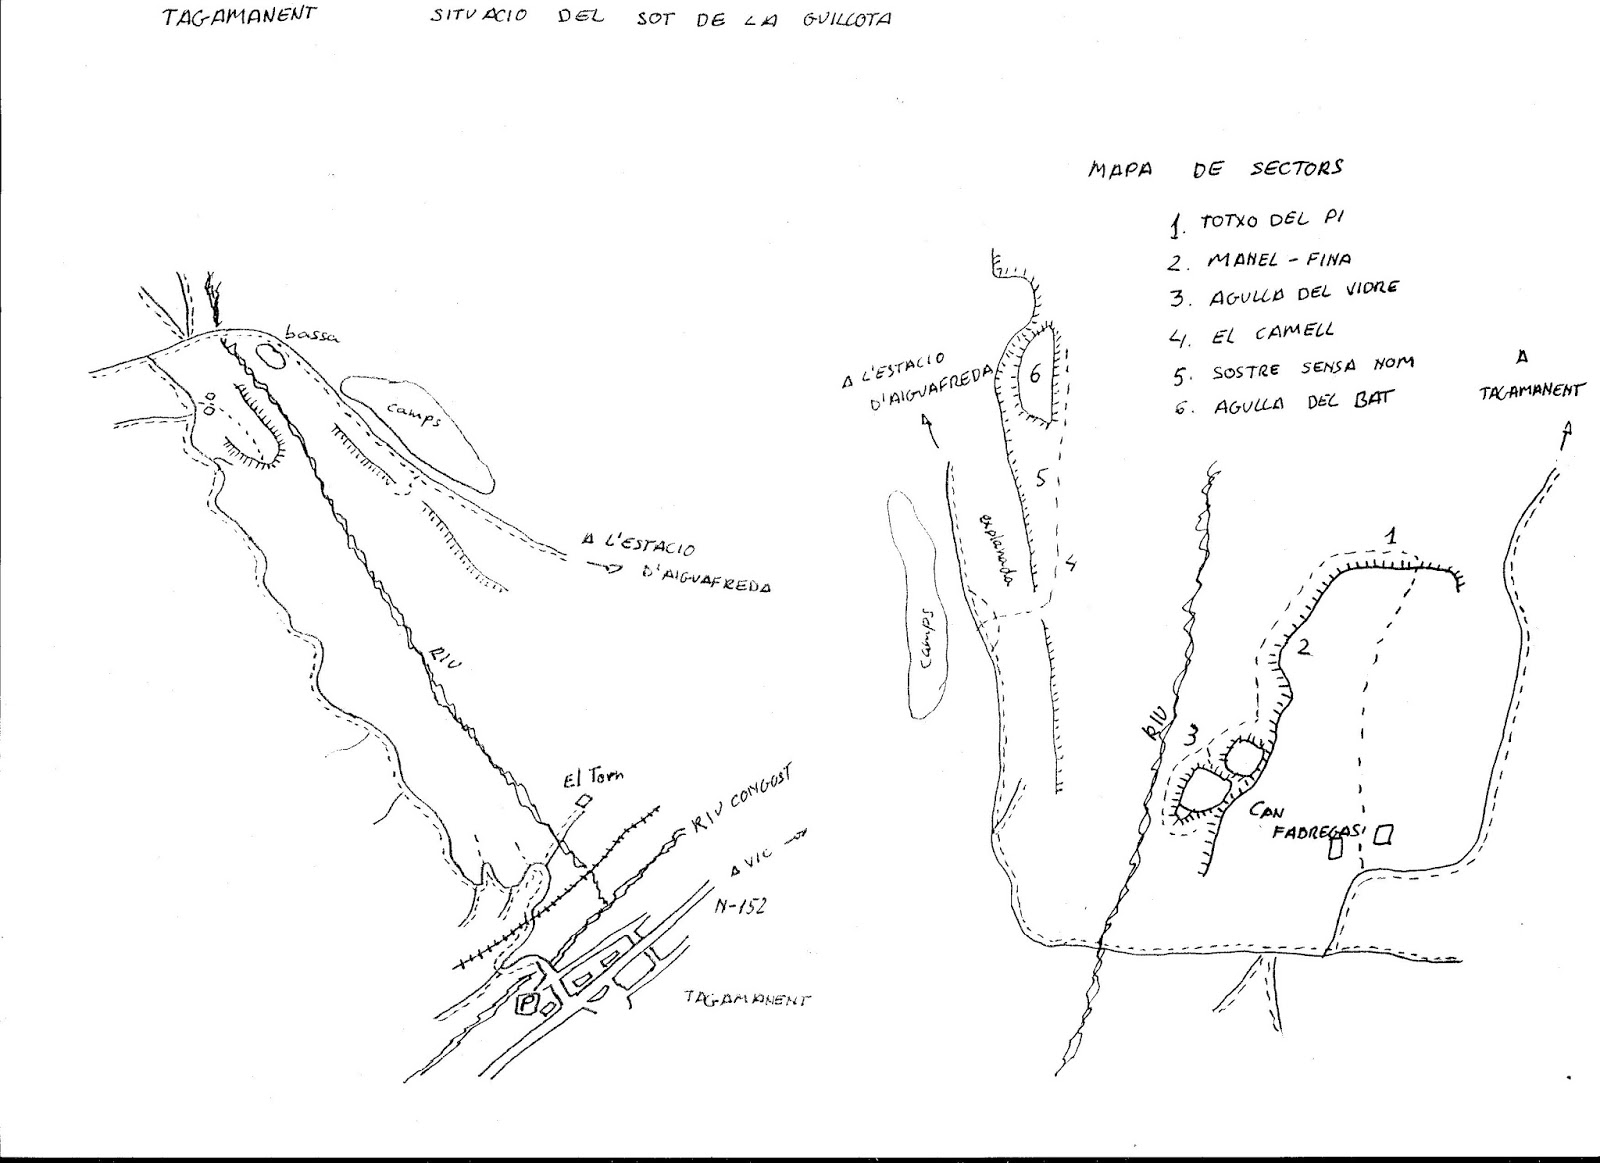 TAGAMANENT SITUACIO DEL SOT DE LA GUILLOTA
bassa
camps
A L'ESTACIO
D'AIGUAFREDA
RIU
El Torn
RIU CONGOST
A VIC
N-152
P
TAGAMANENT
MAPA DE SECTORS
1. TOTXO DEL PI
2. MANEL - FINA
3. AGULLA DEL VIDRE
4. EL CAMELL
5. SOSTRE SENSA NOM
6. AGULLA DEL BAT
A L'ESTACIO
D'AIGUAFREDA
A
TAGAMANENT
6
5
explanada
4
camps
1
2
RIU
3
CAN
FABREGAS